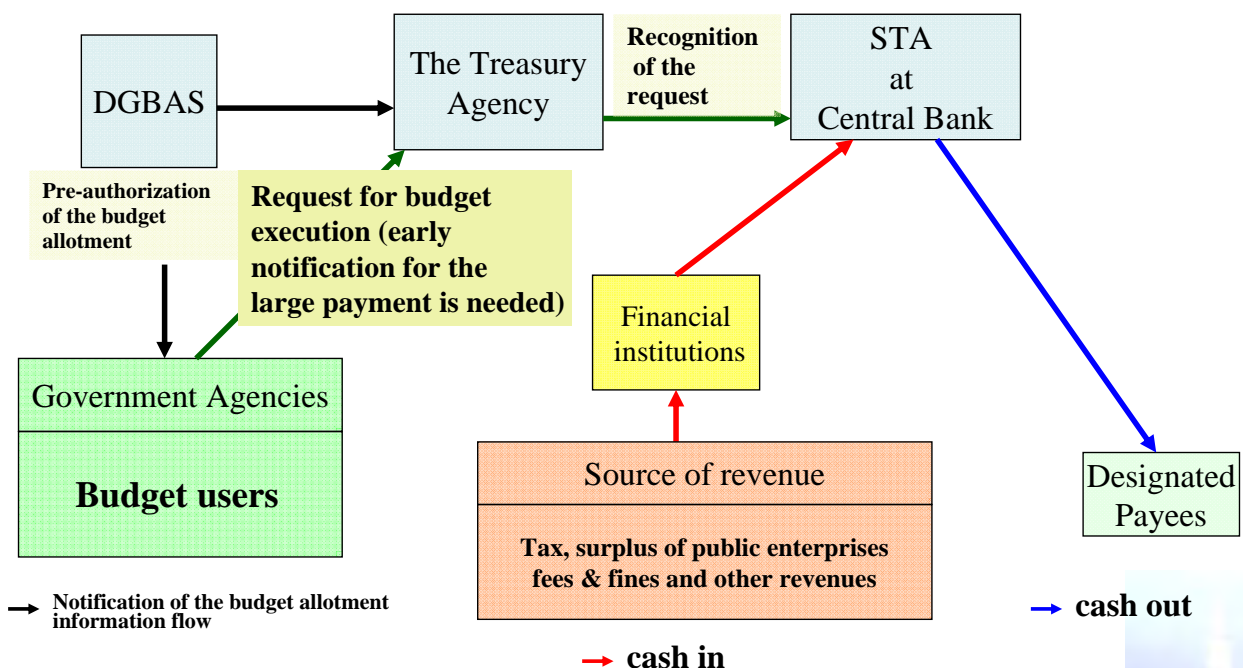 DGBAS
The Treasury
Agency
Recognition
of the
request
STA
at
Central Bank
Pre-authorization
of the budget
allotment
Request for budget
execution (early
notification for the
large payment is needed)
Financial
institutions
Government Agencies
Budget users
Source of revenue
Tax, surplus of public enterprises
fees & fines and other revenues
Designated
Payees
Notification of the budget allotment
information flow
cash in
cash out